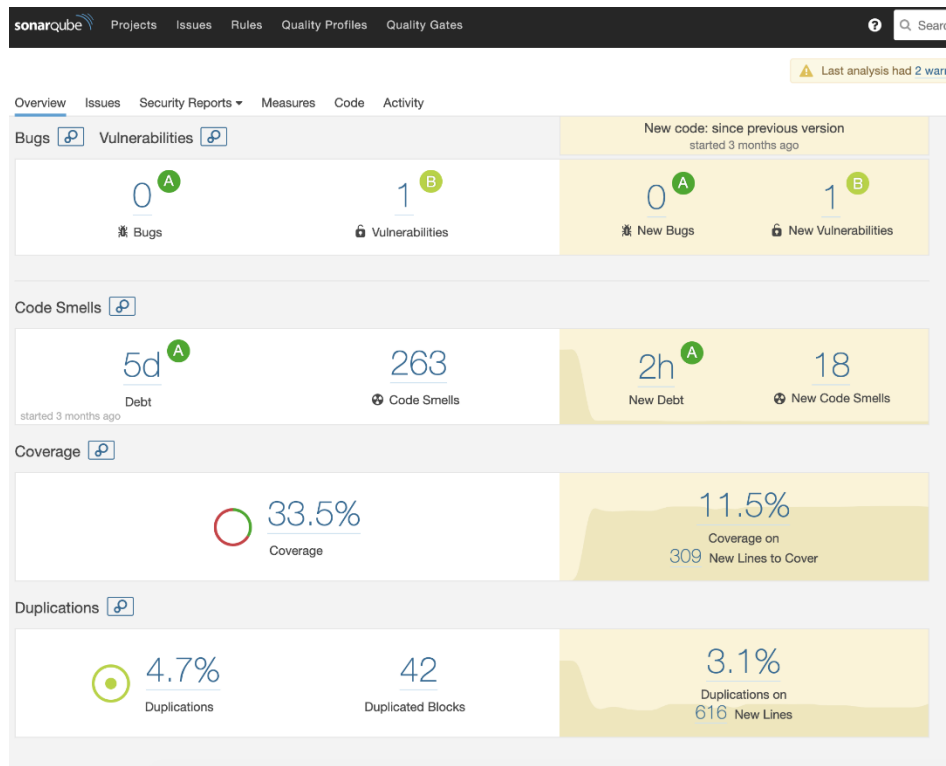 sonarqube Projects Issues Rules Quality Profiles Quality Gates
Last analysis had 2
Overview Issues Security Reports Measures Code Activity
Bugs Vulnerabilities
New code: since previous version
started 3 months ago
0 A
Bugs
1 B
Vulnerabilities
0 A
New Bugs
1 B
New Vulnerabilities
Code Smells
5d A
Debt
started 3 months ago
263
Code Smells
2h A
New Debt
18
New Code Smells
Coverage
33.5%
Coverage
11.5%
Coverage on
309 New Lines to Cover
Duplications
4.7%
Duplications
42
Duplicated Blocks
3.1%
Duplications on
616 New Lines